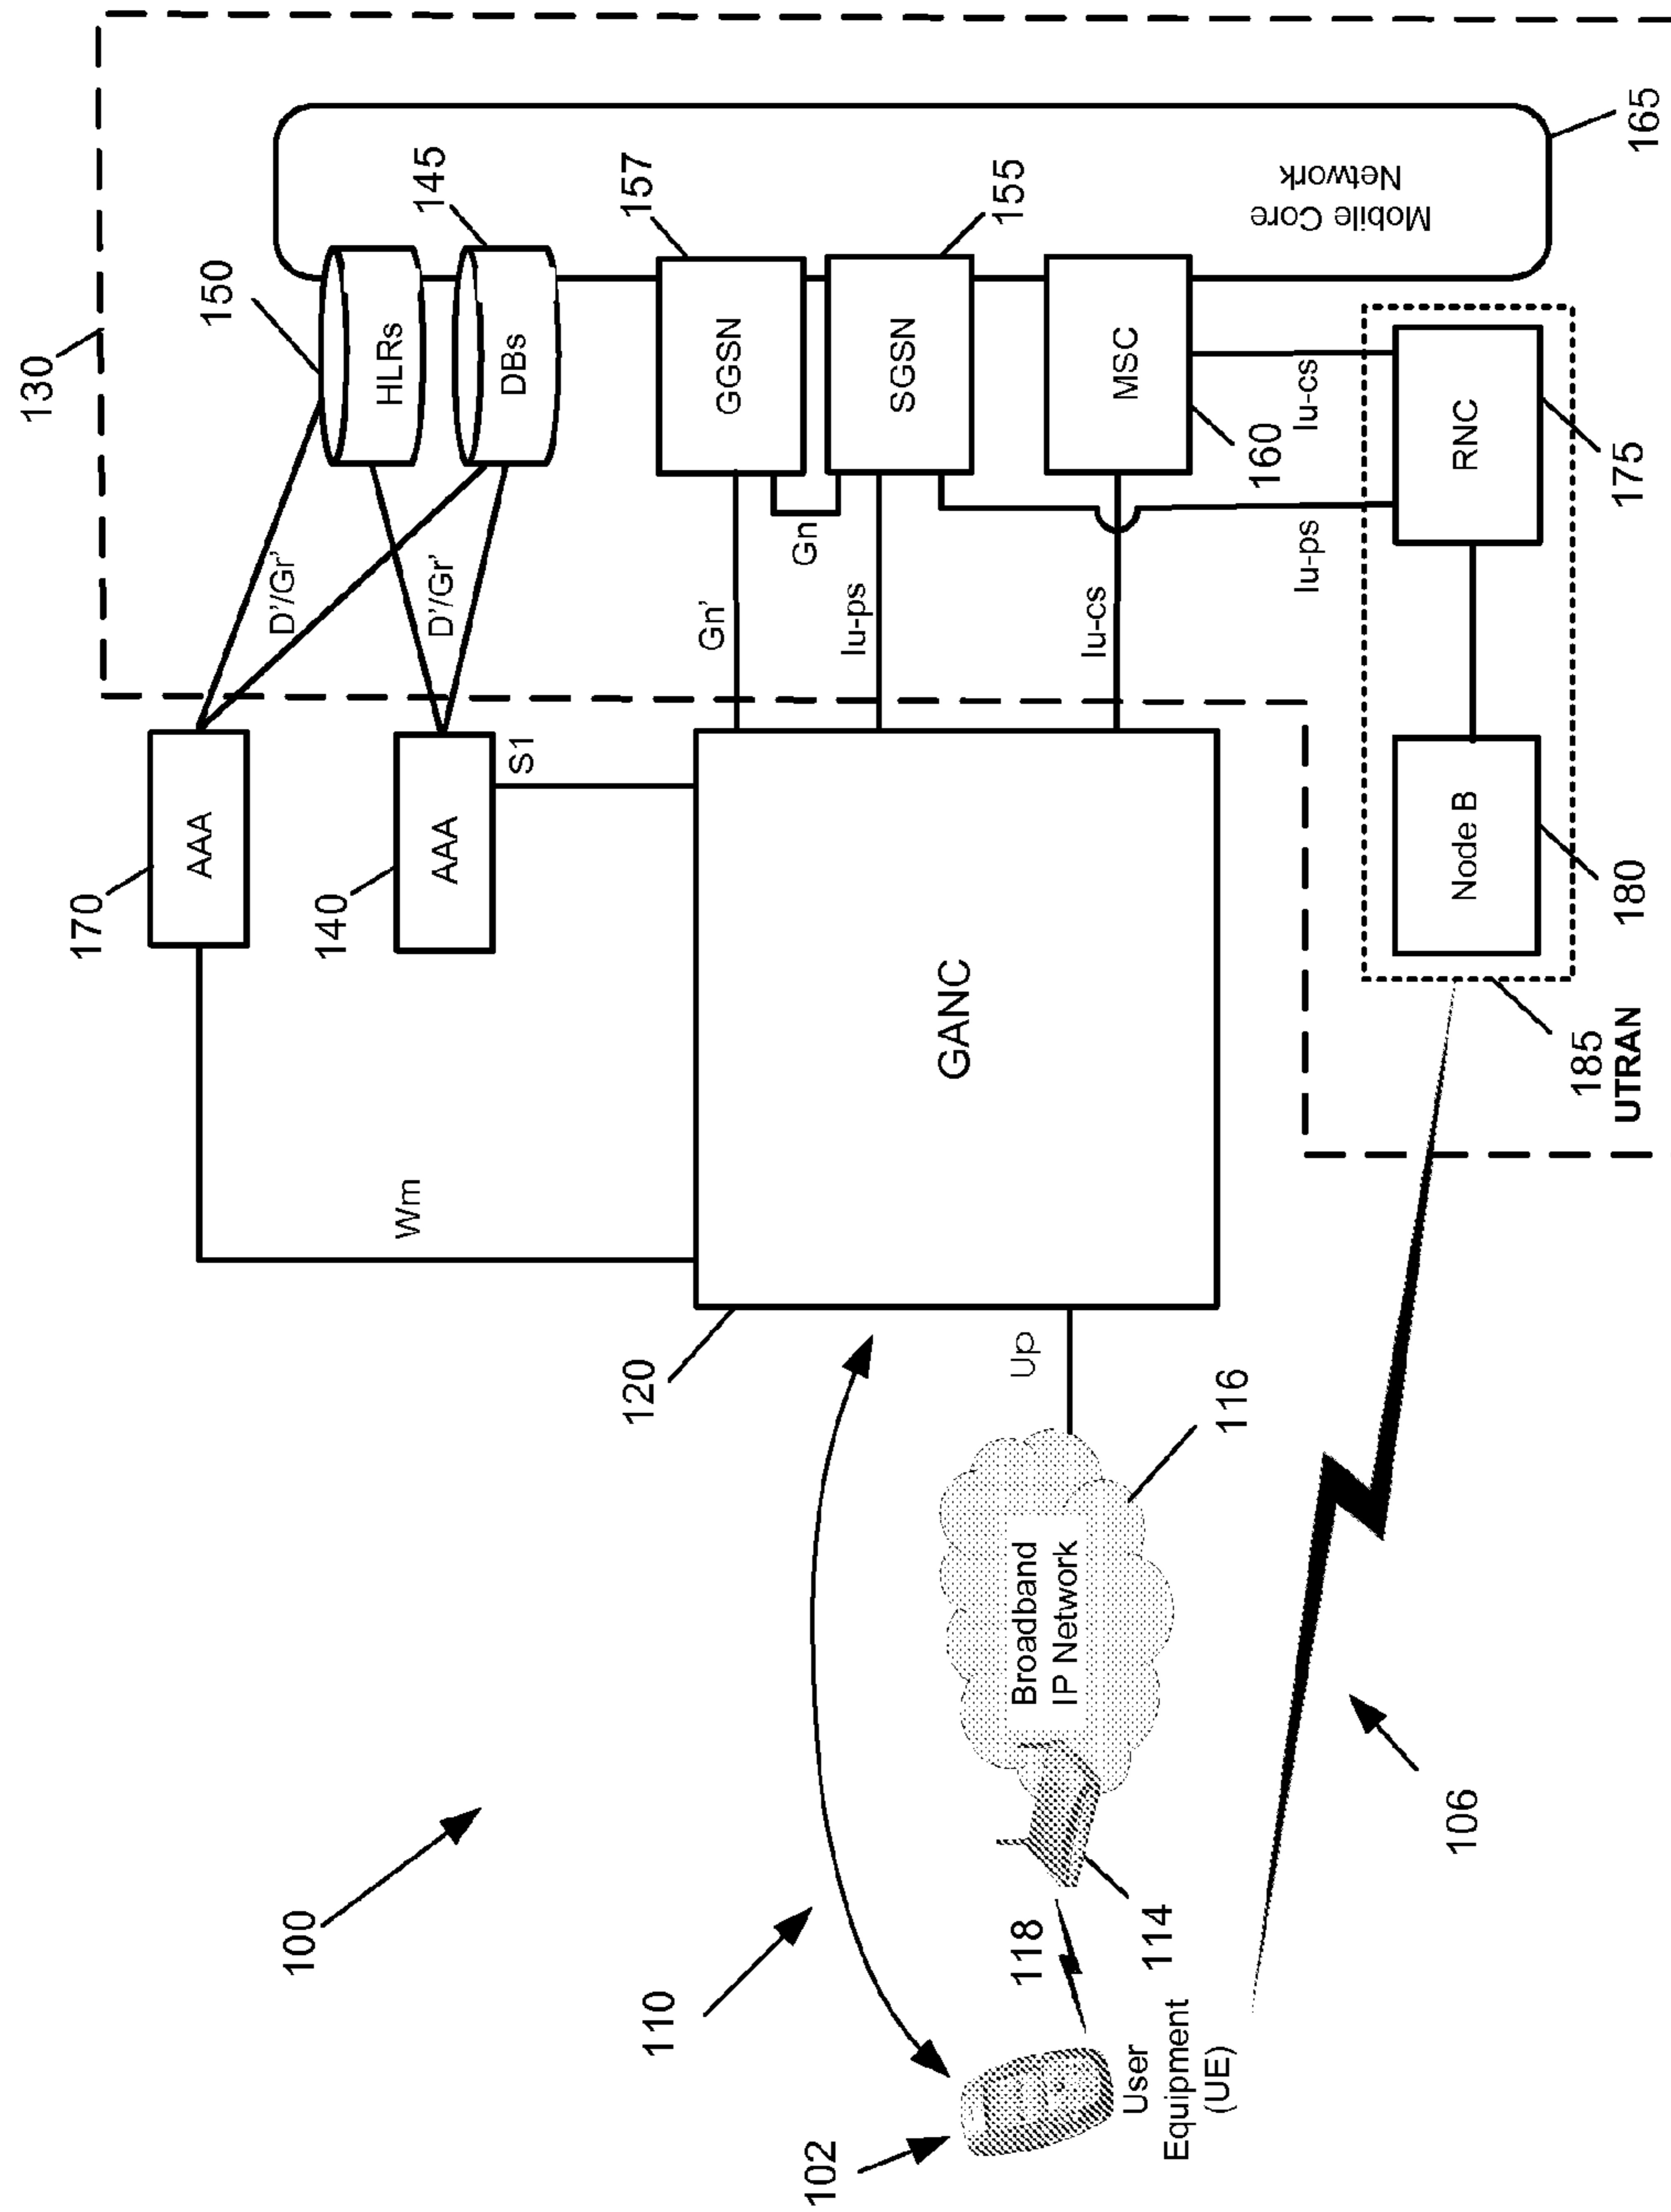 130
170
AAA
150
HLRs
145
DBs
D'/Gr'
D'/Gr'
140
AAA
S1
Wm
157
GGSN
Gn'
Gn
155
SGSN
Iu-ps
MSC
160
Iu-cs
Mobile Core
Network
165
Iu-cs
Iu-ps
RNC
175
Node B
180
185
UTRAN
GANC
120
Up
100
110
116
Broadband
IP Network
118
114
102
User
Equipment
(UE)
106